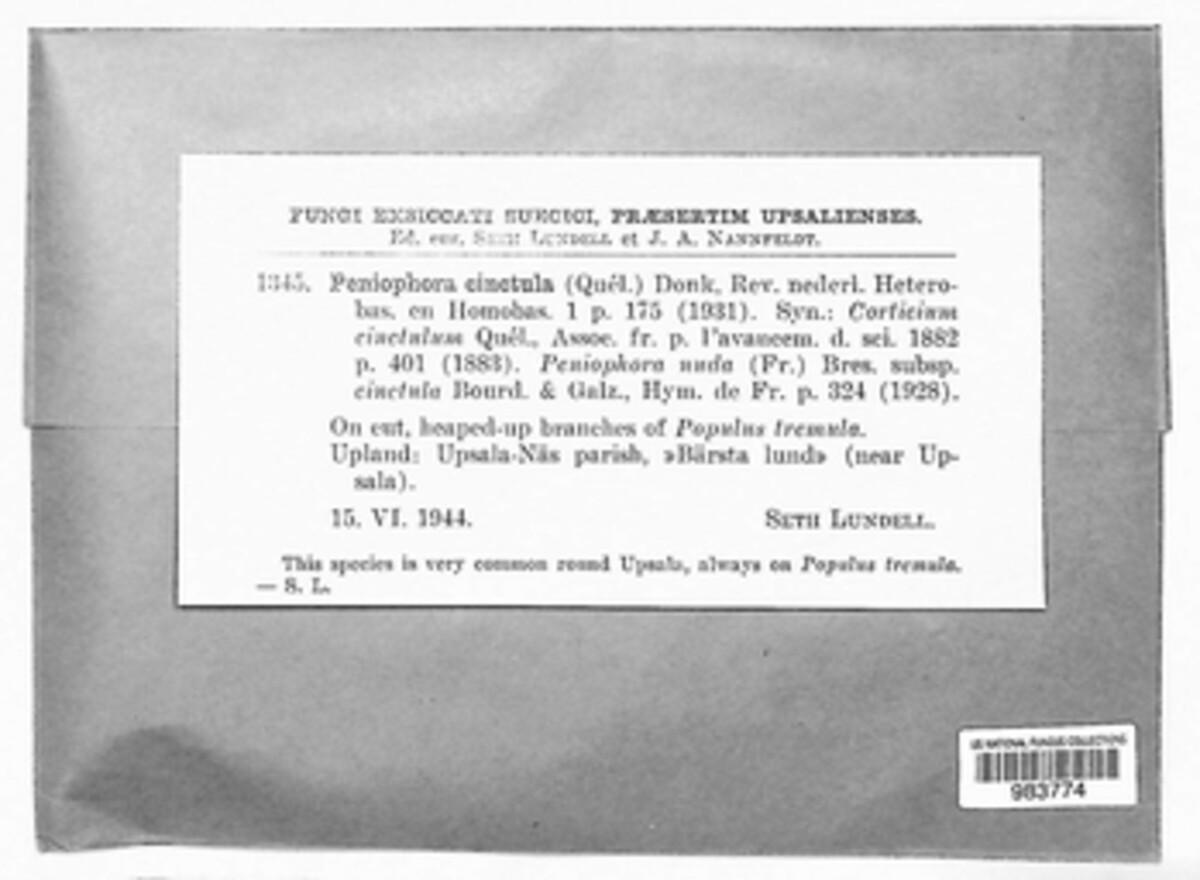 FUNGI EXSICCATI SUECICI, PRÆSERTIM UPSALIENSES.
Ed. cur. SETH LUNDELL et J. A. NANNFELDT.
1345. Peniophora cinctula (Quél.) Donk, Rev. nederl. Hetero-
bas. en Homobas. 1 p. 175 (1931). Syn.: Corticium
cinctulum Quél., Assoc. fr. p. l'avancem. d. sci. 1882
p. 401 (1883). Peniophora nuda (Fr.) Bres. subsp.
cinctula Bourd. & Galz., Hym. de Fr. p. 324 (1928).
On cut, heaped-up branches of Populus tremula.
Upland: Upsala-Näs parish, »Bärsta lund» (near Up-
sala).
15. VI. 1944. SETH LUNDELL.
This species is very common round Upsala, always on Populus tremula.
— S. L.
US NATIONAL FUNGUS COLLECTIONS
983774